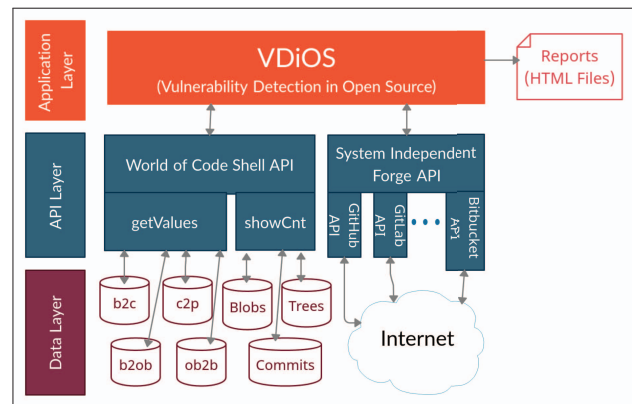 Application
Layer
VDiOS
(Vulnerability Detection in Open Source)
Reports
(HTML Files)
API Layer
World of Code Shell API
getValues
showCnt
System Independent
Forge API
GitHub
API
GitLab
API
Bitbucket
API
Data Layer
b2c
c2p
Blobs
Trees
b2ob
ob2b
Commits
Internet